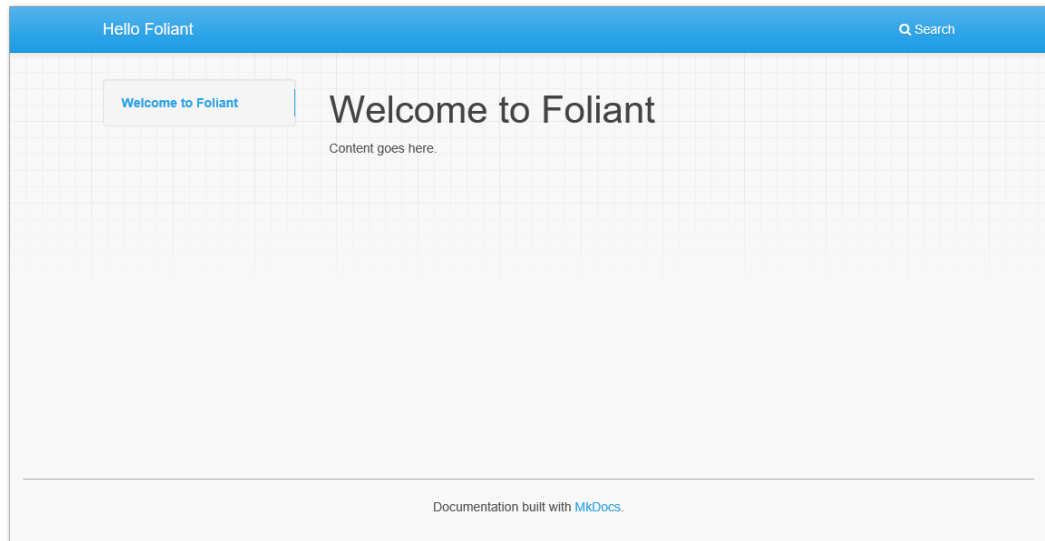 Hello Foliant
Search
Welcome to Foliant
Welcome to Foliant
Content goes here.
Documentation built with MkDocs.